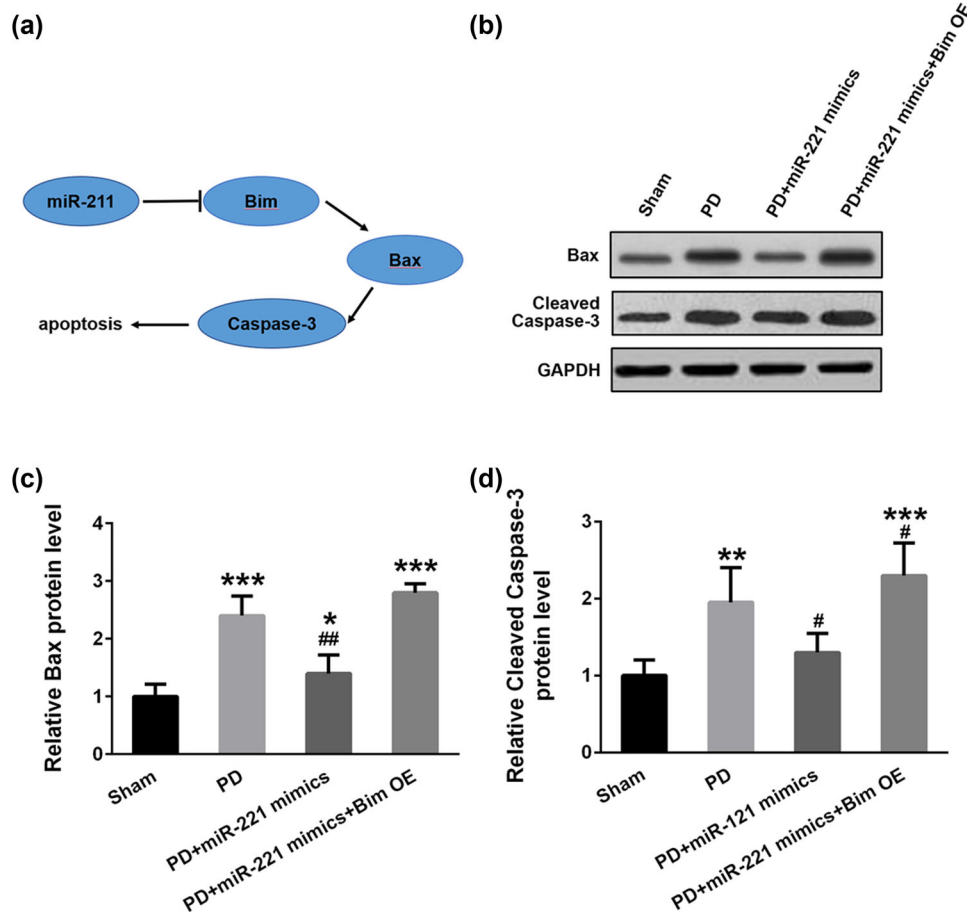 (a)
miR-211
Bim
Bax
Caspase-3
apoptosis
(b)
Sham
PD
PD+miR-221 mimics
PD+miR-221 mimics+Bim OE
Bax
Cleaved
Caspase-3
GAPDH
(c)
Relative Bax protein level
4
3
2
1
0
***
*
##
***
Sham
PD
PD+miR-221 mimics
PD+miR-221 mimics+Bim OE
(d)
Relative Cleaved Caspase-3
protein level
3
2
1
0
**
#
***
#
Sham
PD
PD+miR-121 mimics
PD+miR-221 mimics+Bim OE